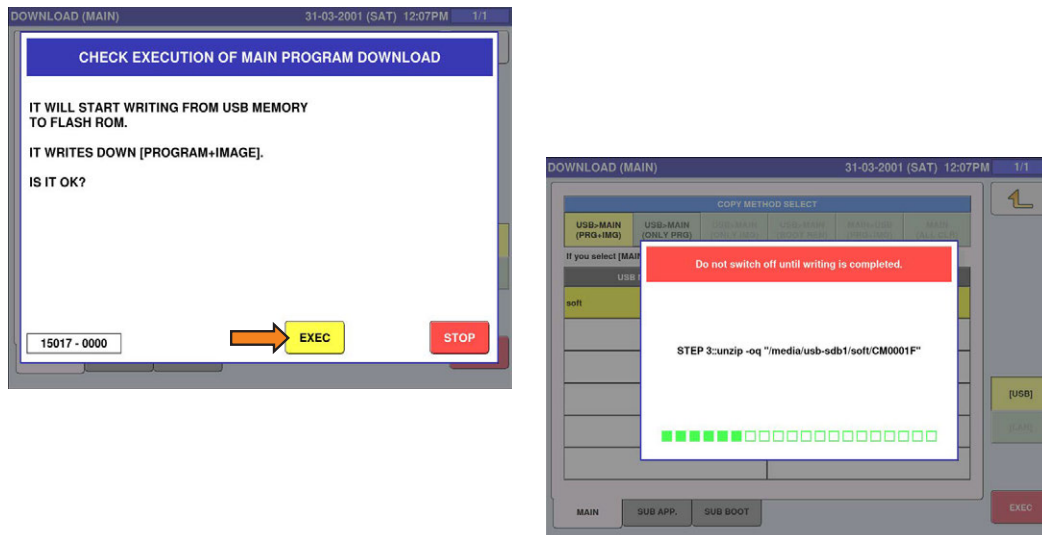 DOWNLOAD (MAIN) 31-03-2001 (SAT) 12:07PM 1/1
CHECK EXECUTION OF MAIN PROGRAM DOWNLOAD
IT WILL START WRITING FROM USB MEMORY
TO FLASH ROM.
IT WRITES DOWN [PROGRAM+IMAGE].
IS IT OK?
15017 - 0000
EXEC
STOP
DOWNLOAD (MAIN) 31-03-2001 (SAT) 12:07PM 1/1
COPY METHOD SELECT
USB>MAIN
(PRG+IMG)
USB>MAIN
(ONLY PRG)
If you select [MAI
USB
Do not switch off until writing is completed.
soft
STEP 3::unzip -oq "/media/usb-sdb1/soft/CM0001F"
[USB]
MAIN
SUB APP.
SUB BOOT
EXEC